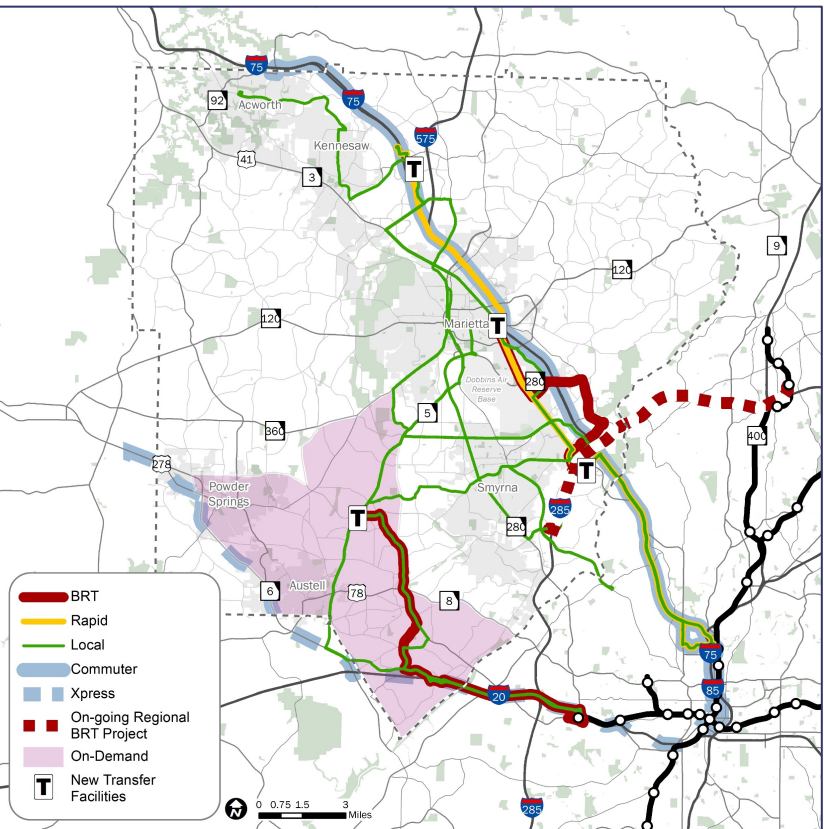 75
92
Acworth
75
575
Kennesaw
41
3
9
120
120
Marietta
280
Dobbins Air
Reserve
Base
5
360
400
278
Powder
Springs
Smyrna
285
280
Austell
78
6
8
75
20
85
285
BRT
Rapid
Local
Commuter
Xpress
On-going Regional
BRT Project
On-Demand
New Transfer
Facilities
T
T
T
T
T
N
0 0.75 1.5 3
Miles